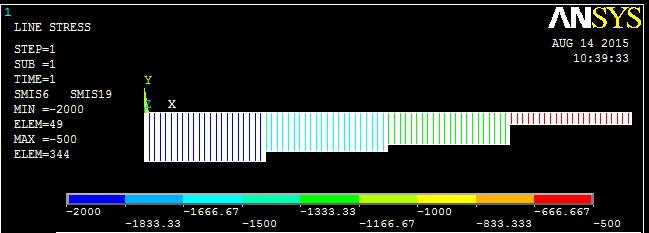 1
ANSYS
LINE STRESS
AUG 14 2015
10:39:33
STEP=1
SUB =1
TIME=1
SMIS6 SMIS19
MIN =-2000
ELEM=49
MAX =-500
ELEM=344
Y
Z X
-2000 -1666.67 -1333.33 -1000 -6666.667
-1833.33 -1500 -1166.67 -833.333 -500